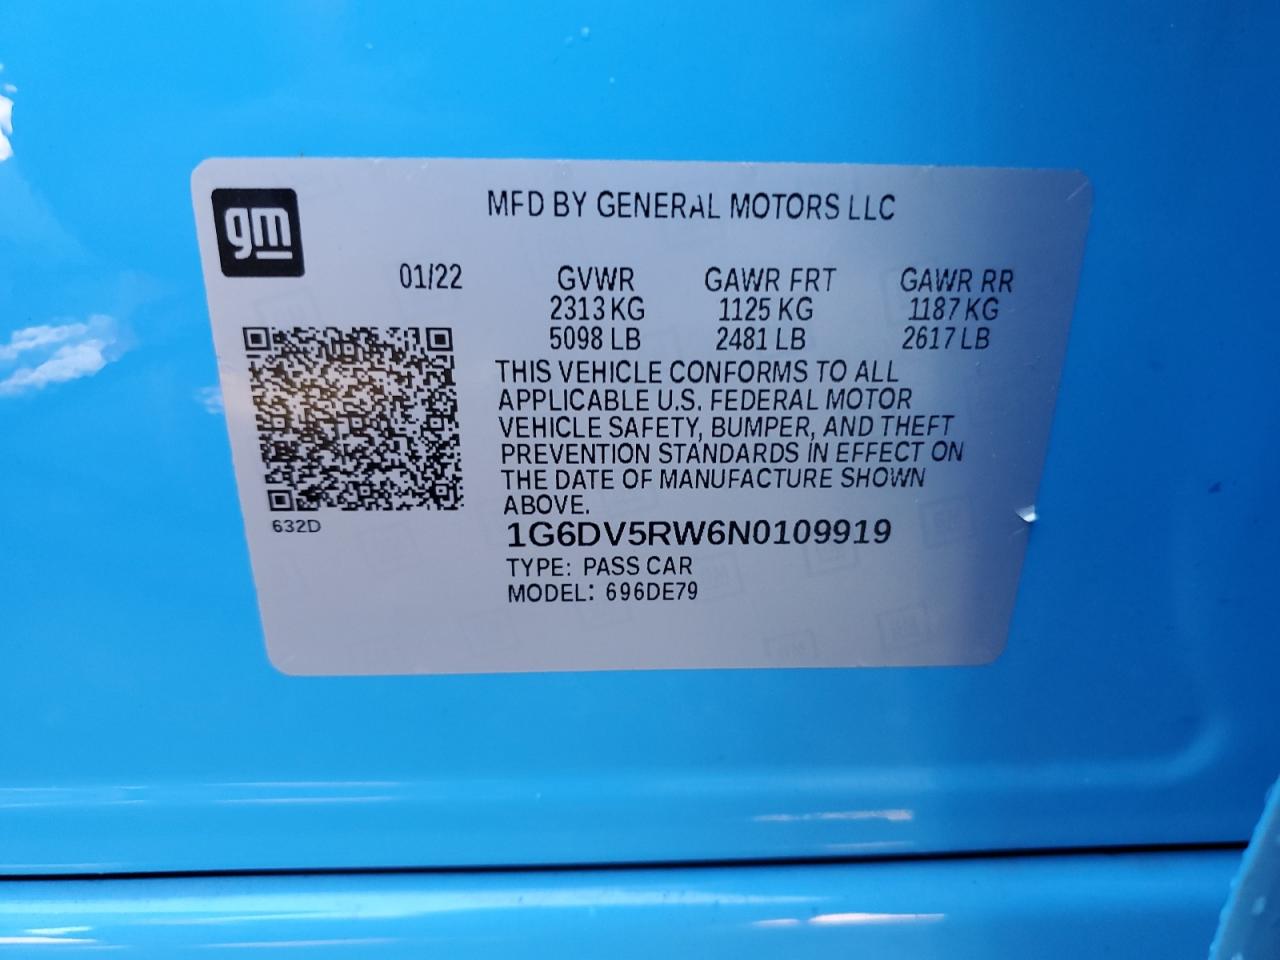 gm
MFD BY GENERAL MOTORS LLC
01/22 GVWR GAWR FRT GAWR RR
2313 KG 1125 KG 1187 KG
5098 LB 2481 LB 2617 LB
THIS VEHICLE CONFORMS TO ALL
APPLICABLE U.S. FEDERAL MOTOR
VEHICLE SAFETY, BUMPER, AND THEFT
PREVENTION STANDARDS IN EFFECT ON
THE DATE OF MANUFACTURE SHOWN
ABOVE.
632D
1G6DV5RW6N0109919
TYPE: PASS CAR
MODEL: 696DE79